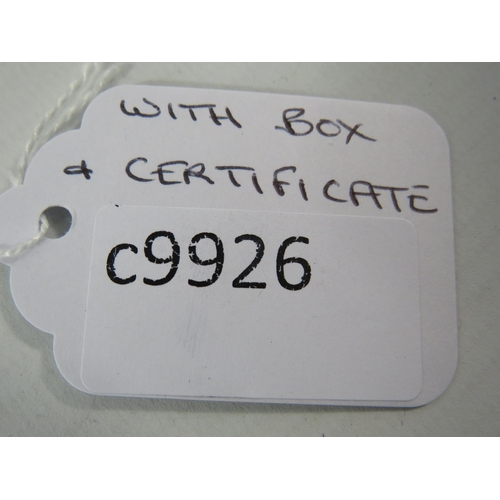 WITH BOX
& CERTIFICATE
c9926